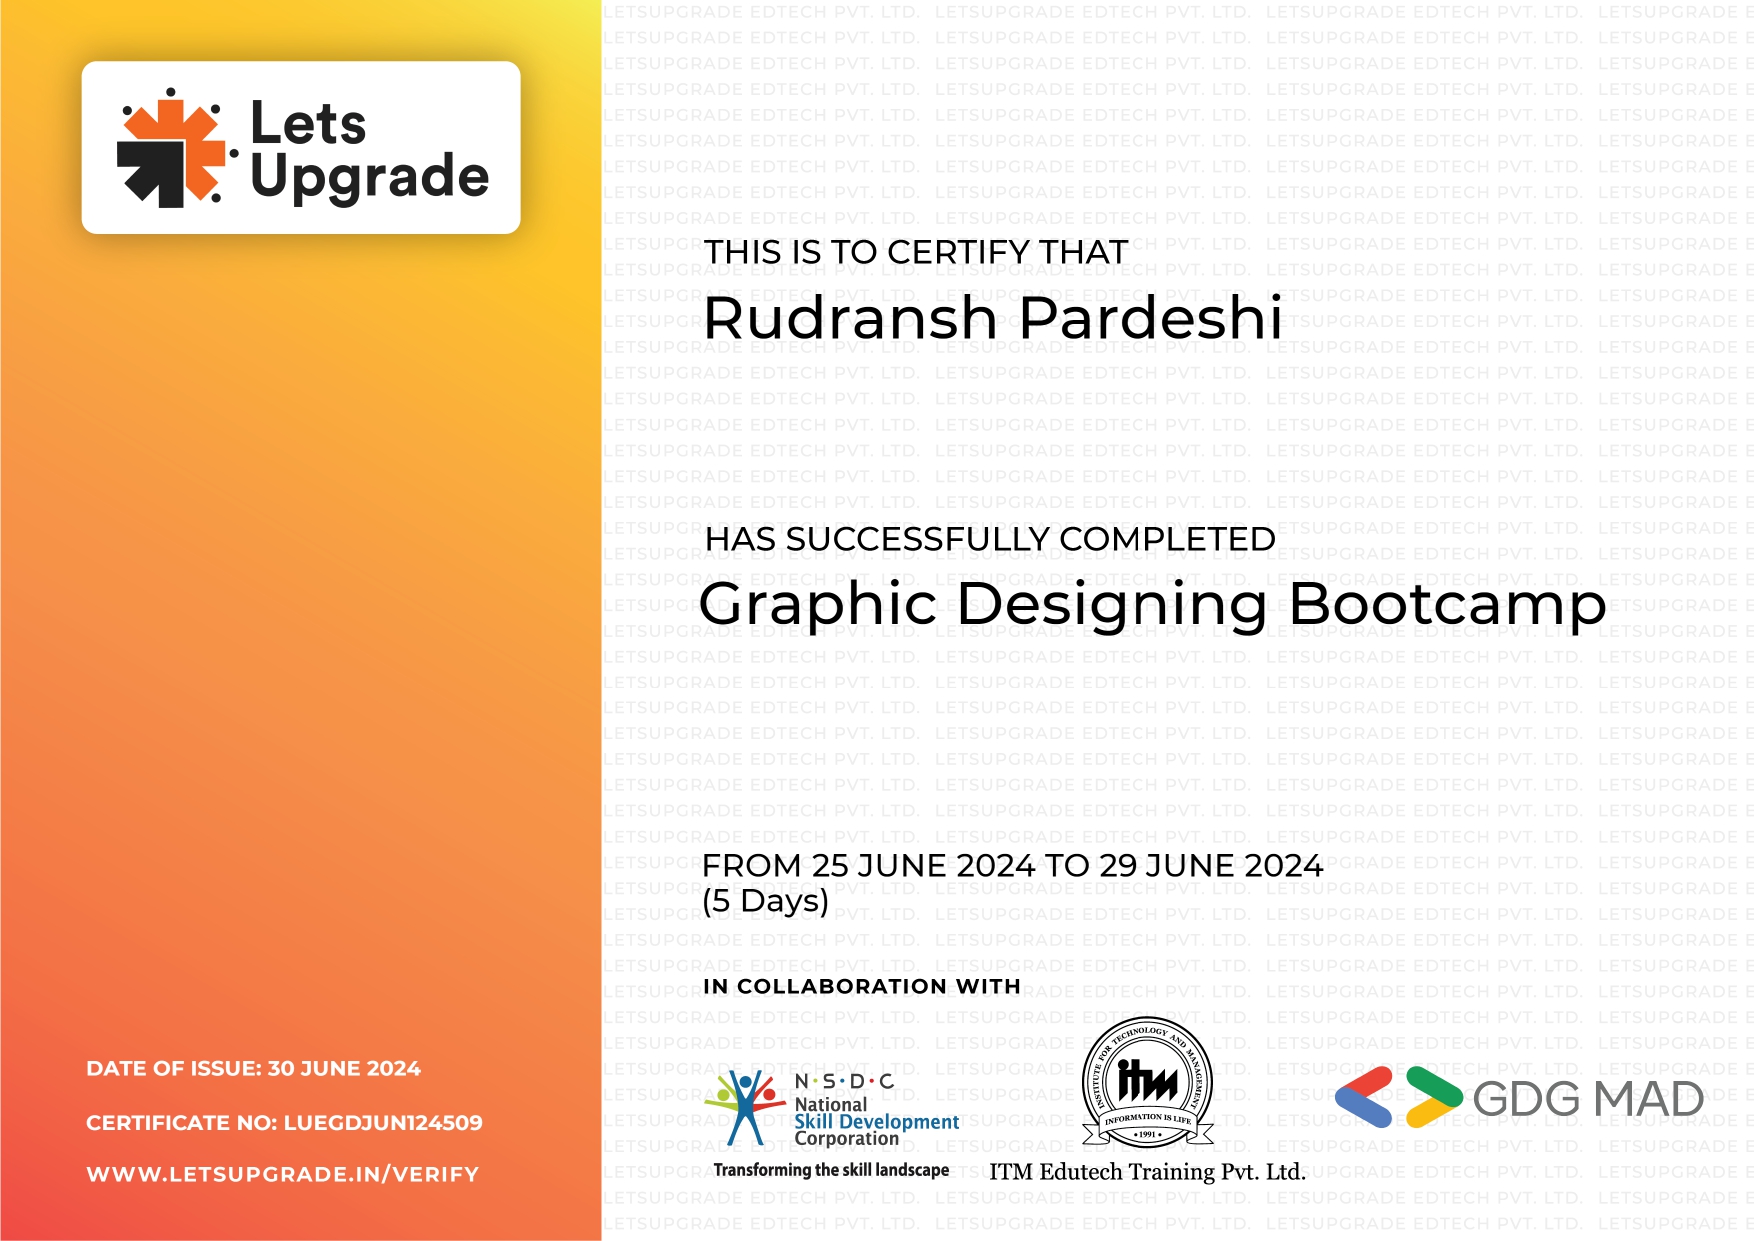 Lets
Upgrade
THIS IS TO CERTIFY THAT
Rudransh Pardeshi
HAS SUCCESSFULLY COMPLETED
Graphic Designing Bootcamp
FROM 25 JUNE 2024 TO 29 JUNE 2024
(5 Days)
IN COLLABORATION WITH
DATE OF ISSUE: 30 JUNE 2024
CERTIFICATE NO: LUEGDJUN124509
WWW.LETSUPGRADE.IN/VERIFY
N·S·D·C
National
Skill Development
Corporation
Transforming the skill landscape
INSTITUTE FOR TECHNOLOGY AND MANAGEMENT
itm
INFORMATION IS LIFE
• 1991 •
ITM Edutech Training Pvt. Ltd.
GDG MAD
LETSUPGRADE EDTECH PVT. LTD.